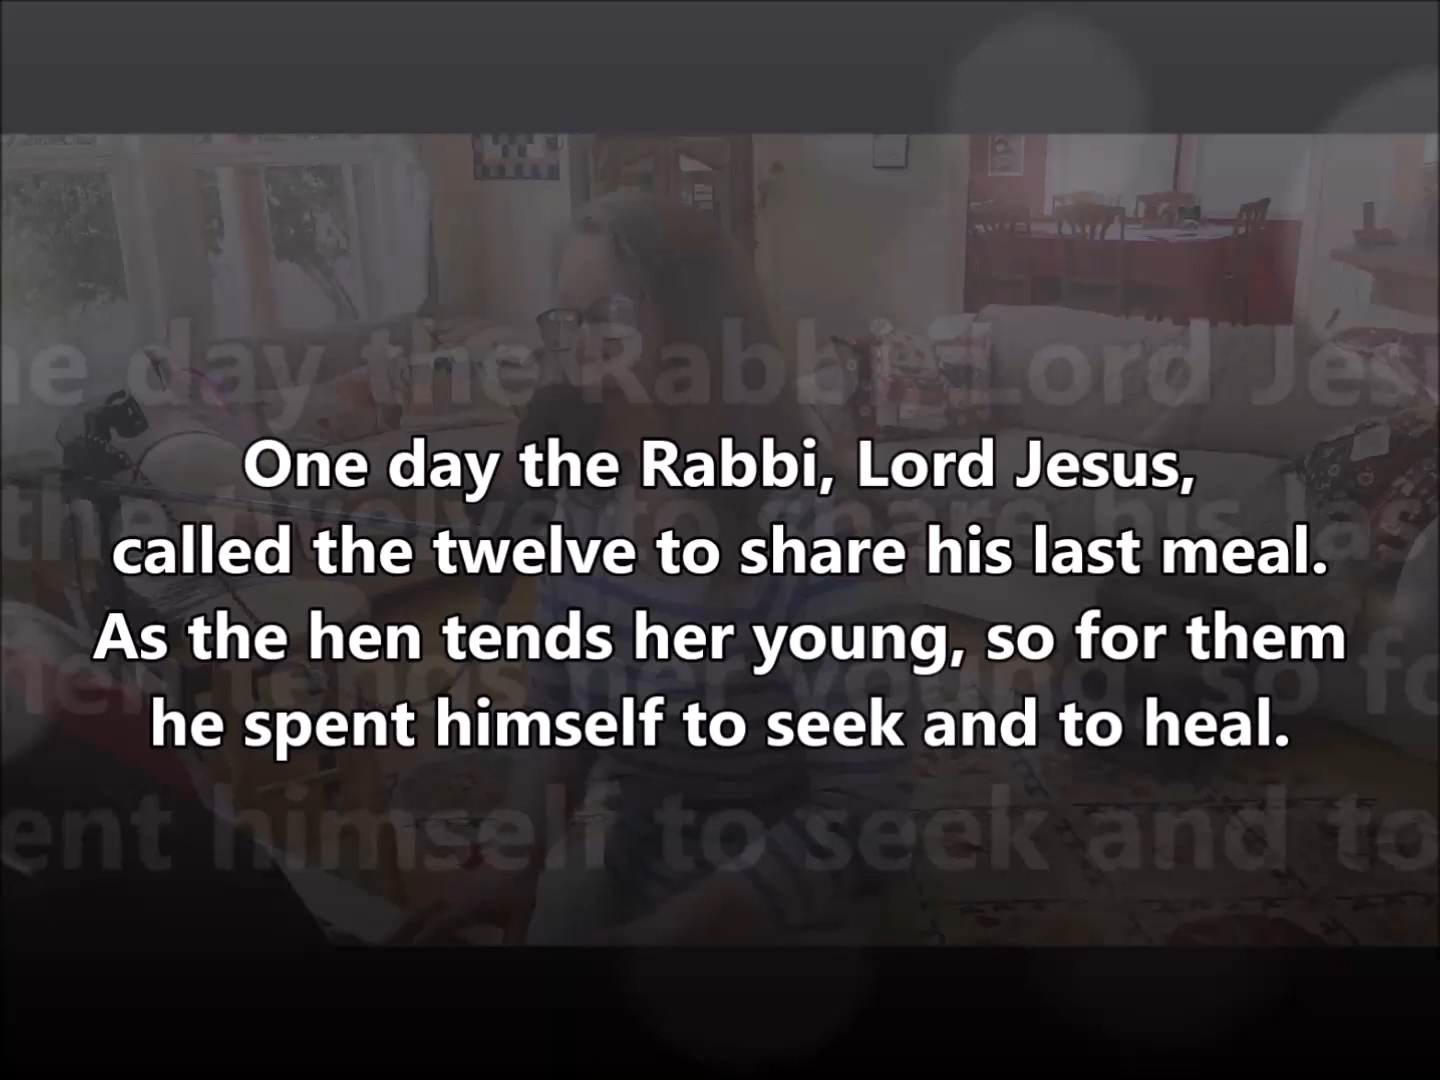 One day the Rabbi, Lord Jesus,
called the twelve to share his last meal.
As the hen tends her young, so for them
he spent himself to seek and to heal.